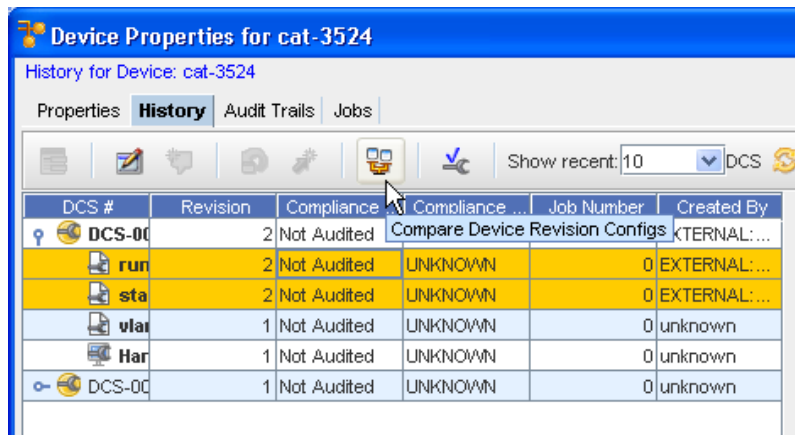 Device Properties for cat-3524
History for Device: cat-3524
Properties History Audit Trails Jobs
Show recent: 10 DCS
DCS # Revision Compliance ... Compliance ... Job Number Created By
Compare Device Revision Configs
DCS-00 2 Not Audited EXTERNAL:...
run 2 Not Audited UNKNOWN 0 EXTERNAL:...
sta 2 Not Audited UNKNOWN 0 EXTERNAL:...
vlan 1 Not Audited UNKNOWN 0 unknown
Har 1 Not Audited UNKNOWN 0 unknown
DCS-00 1 Not Audited UNKNOWN 0 unknown